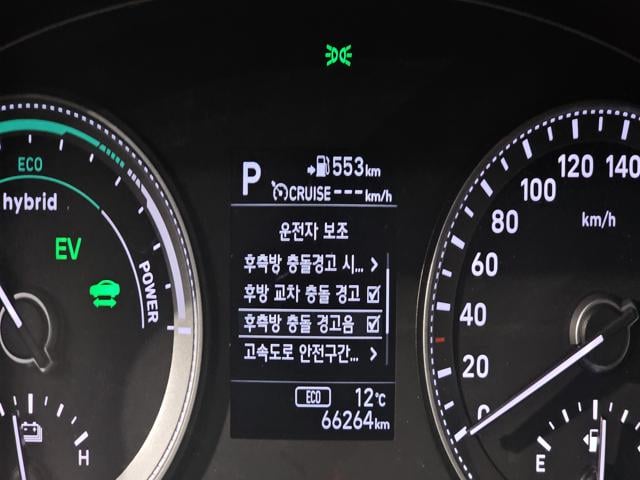 P 553km
CRUISE ---km/h
운전자 보조
후측방 충돌경고 시... >
후방 교차 충돌 경고
후측방 충돌 경고음
고속도로 안전구간... >
ECO 12℃
66264km
ECO
hybrid
EV
POWER
H
140
120
100
km/h
80
60
40
20
0
E